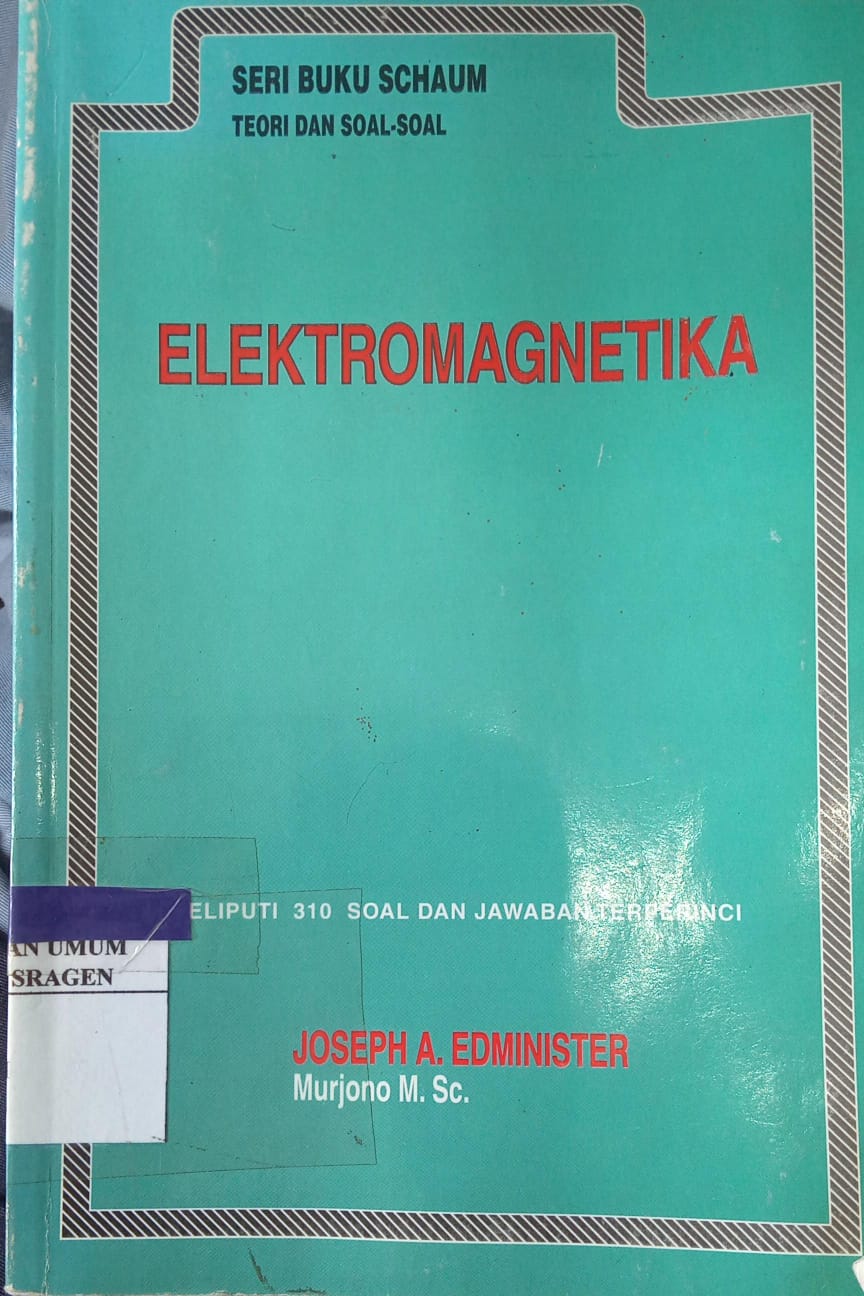 SERI BUKU SCHAUM
TEORI DAN SOAL-SOAL
ELEKTROMAGNETIKA
ELIPUTI 310 SOAL DAN JAWABAN TERPERINCI
AN UMUM
SRAGEN
JOSEPH A. EDMINISTER
Murjono M. Sc.